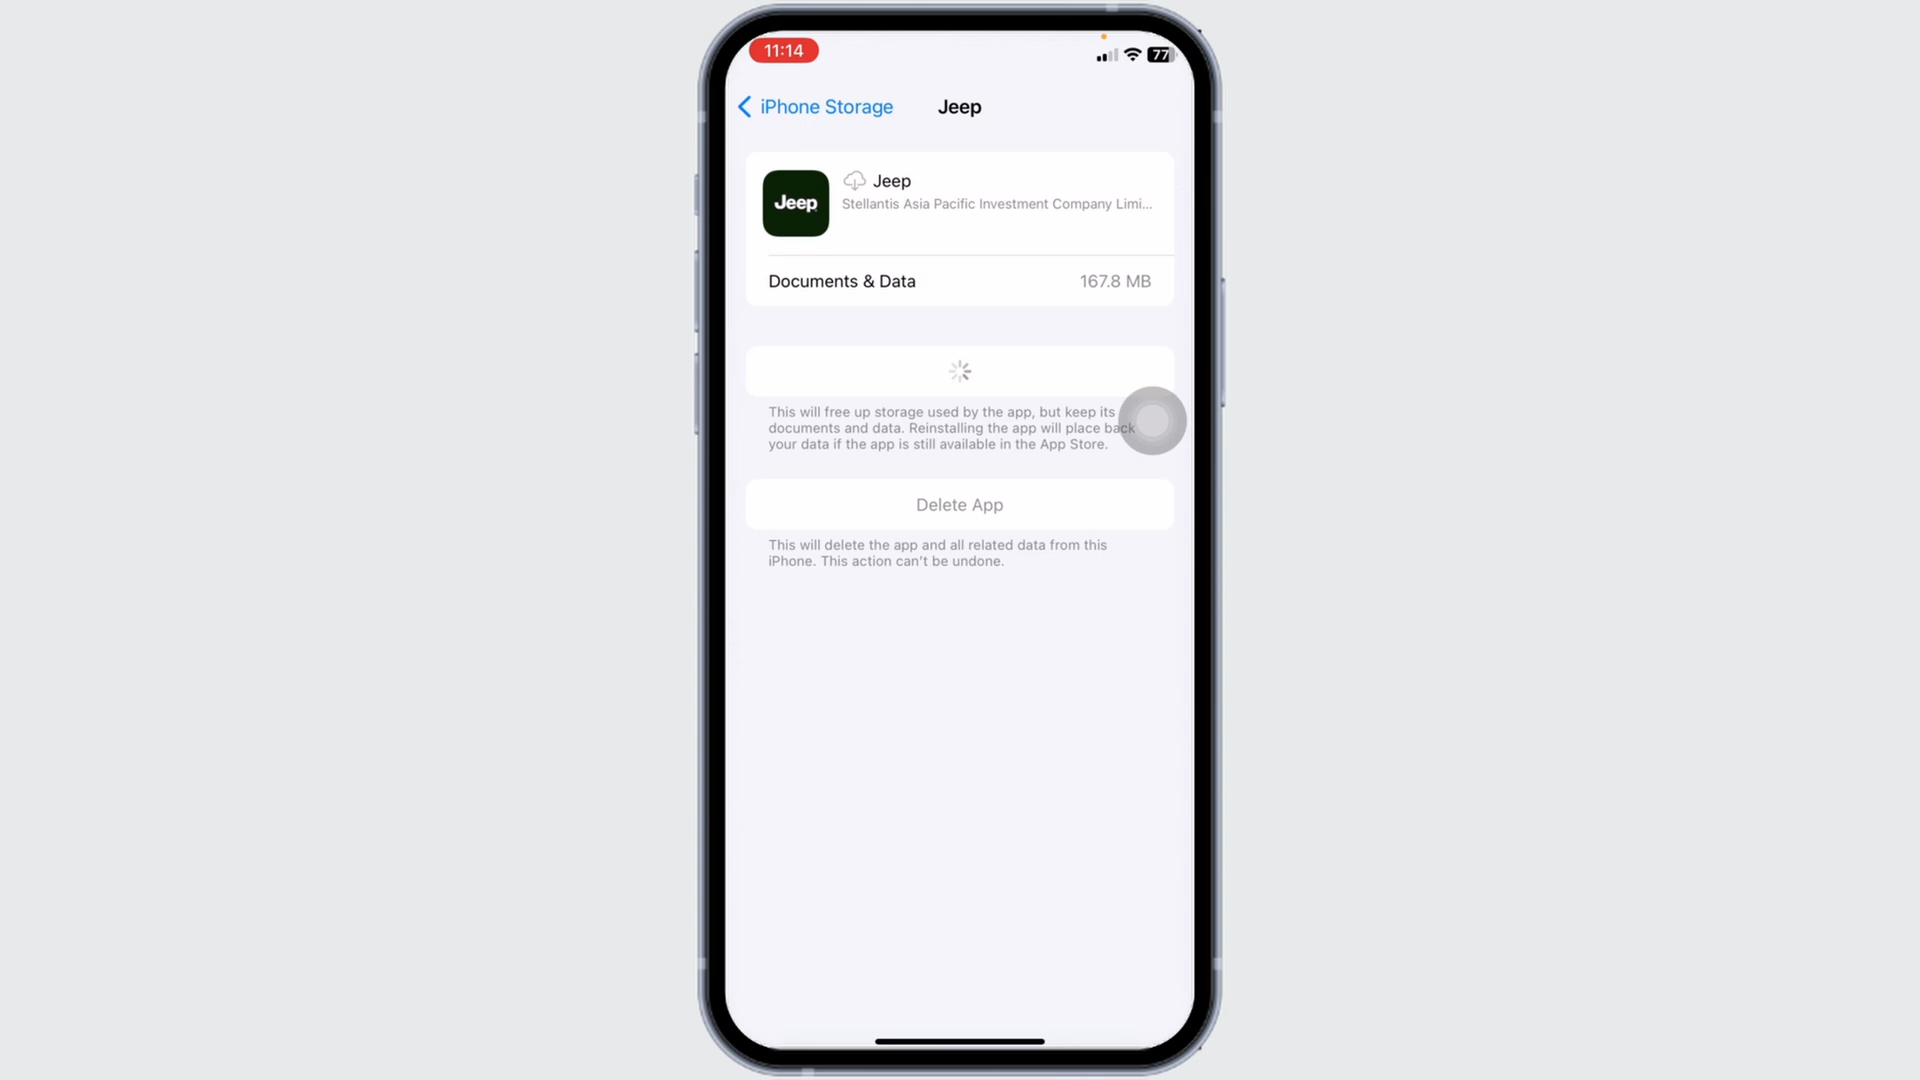 11:14
77
iPhone Storage
Jeep
Jeep
Jeep
Stellantis Asia Pacific Investment Company Limi...
Documents & Data
167.8 MB
This will free up storage used by the app, but keep its
documents and data. Reinstalling the app will place back
your data if the app is still available in the App Store.
Delete App
This will delete the app and all related data from this
iPhone. This action can't be undone.